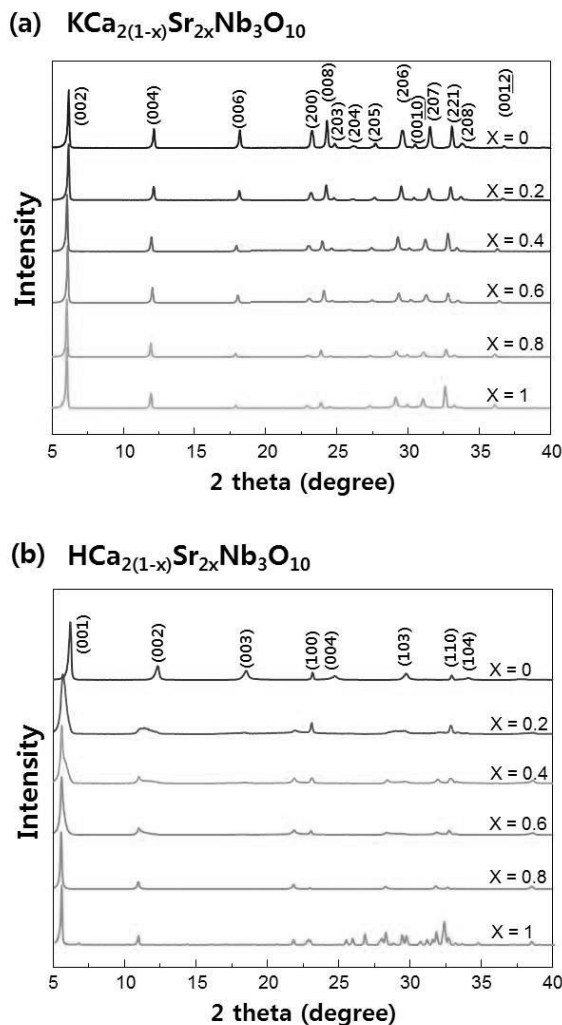 (a) KCa₂₍₁₋ₓ₎Sr₂ₓNb₃O₁₀
(002)
(004)
(006)
(200)
(008)
(203)
(204)
(205)
(206)
(0010)
(207)
(221)
(208)
(0012)
X = 0
X = 0.2
X = 0.4
X = 0.6
X = 0.8
X = 1
Intensity
5 10 15 20 25 30 35 40
2 theta (degree)
(b) HCa₂₍₁₋ₓ₎Sr₂ₓNb₃O₁₀
(001)
(002)
(003)
(100)
(004)
(103)
(110)
(104)
X = 0
X = 0.2
X = 0.4
X = 0.6
X = 0.8
X = 1
Intensity
5 10 15 20 25 30 35 40
2 theta (degree)